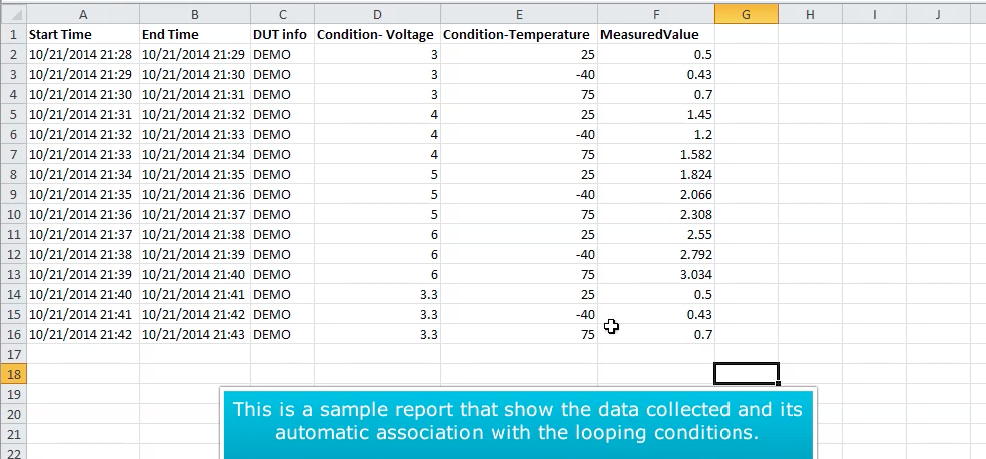 A B C D E F G H I J
1 Start Time End Time DUT info Condition- Voltage Condition-Temperature MeasuredValue
2 10/21/2014 21:28 10/21/2014 21:29 DEMO 3 25 0.5
3 10/21/2014 21:29 10/21/2014 21:30 DEMO 3 -40 0.43
4 10/21/2014 21:30 10/21/2014 21:31 DEMO 3 75 0.7
5 10/21/2014 21:31 10/21/2014 21:32 DEMO 4 25 1.45
6 10/21/2014 21:32 10/21/2014 21:33 DEMO 4 -40 1.2
7 10/21/2014 21:33 10/21/2014 21:34 DEMO 4 75 1.582
8 10/21/2014 21:34 10/21/2014 21:35 DEMO 5 25 1.824
9 10/21/2014 21:35 10/21/2014 21:36 DEMO 5 -40 2.066
10 10/21/2014 21:36 10/21/2014 21:37 DEMO 5 75 2.308
11 10/21/2014 21:37 10/21/2014 21:38 DEMO 6 25 2.55
12 10/21/2014 21:38 10/21/2014 21:39 DEMO 6 -40 2.792
13 10/21/2014 21:39 10/21/2014 21:40 DEMO 6 75 3.034
14 10/21/2014 21:40 10/21/2014 21:41 DEMO 3.3 25 0.5
15 10/21/2014 21:41 10/21/2014 21:42 DEMO 3.3 -40 0.43
16 10/21/2014 21:42 10/21/2014 21:43 DEMO 3.3 75 0.7
17
18
19
20
21
22
This is a sample report that show the data collected and its
automatic association with the looping conditions.